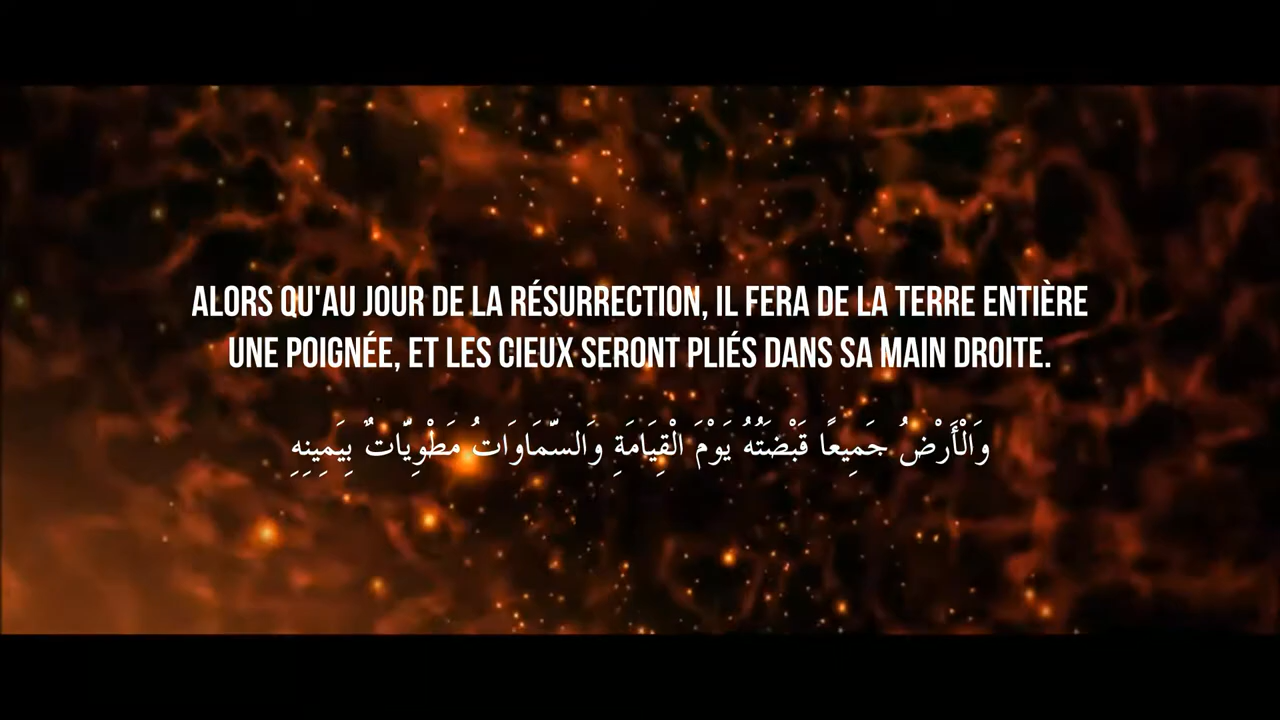 ALORS QU'AU JOUR DE LA RÉSURRECTION, IL FERA DE LA TERRE ENTIÈRE
UNE POIGNÉE, ET LES CIEUX SERONT PLIÉS DANS SA MAIN DROITE.
وَالْأَرْضُ جَمِيعًا قَبْضَتُهُ يَوْمَ الْقِيَامَةِ وَالسَّمَاوَاتُ مَطْوِيَّاتٌ بِيَمِينِهِ